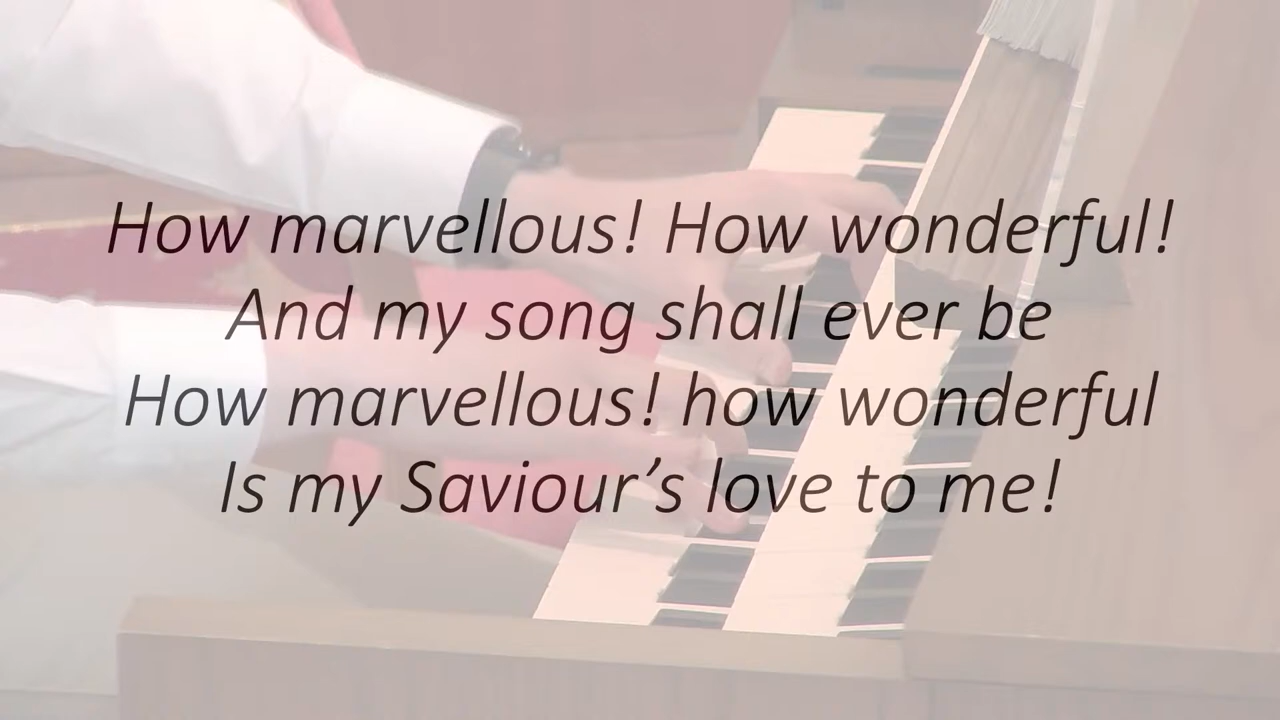 How marvellous! How wonderful!
And my song shall ever be
How marvellous! how wonderful
Is my Saviour’s love to me!